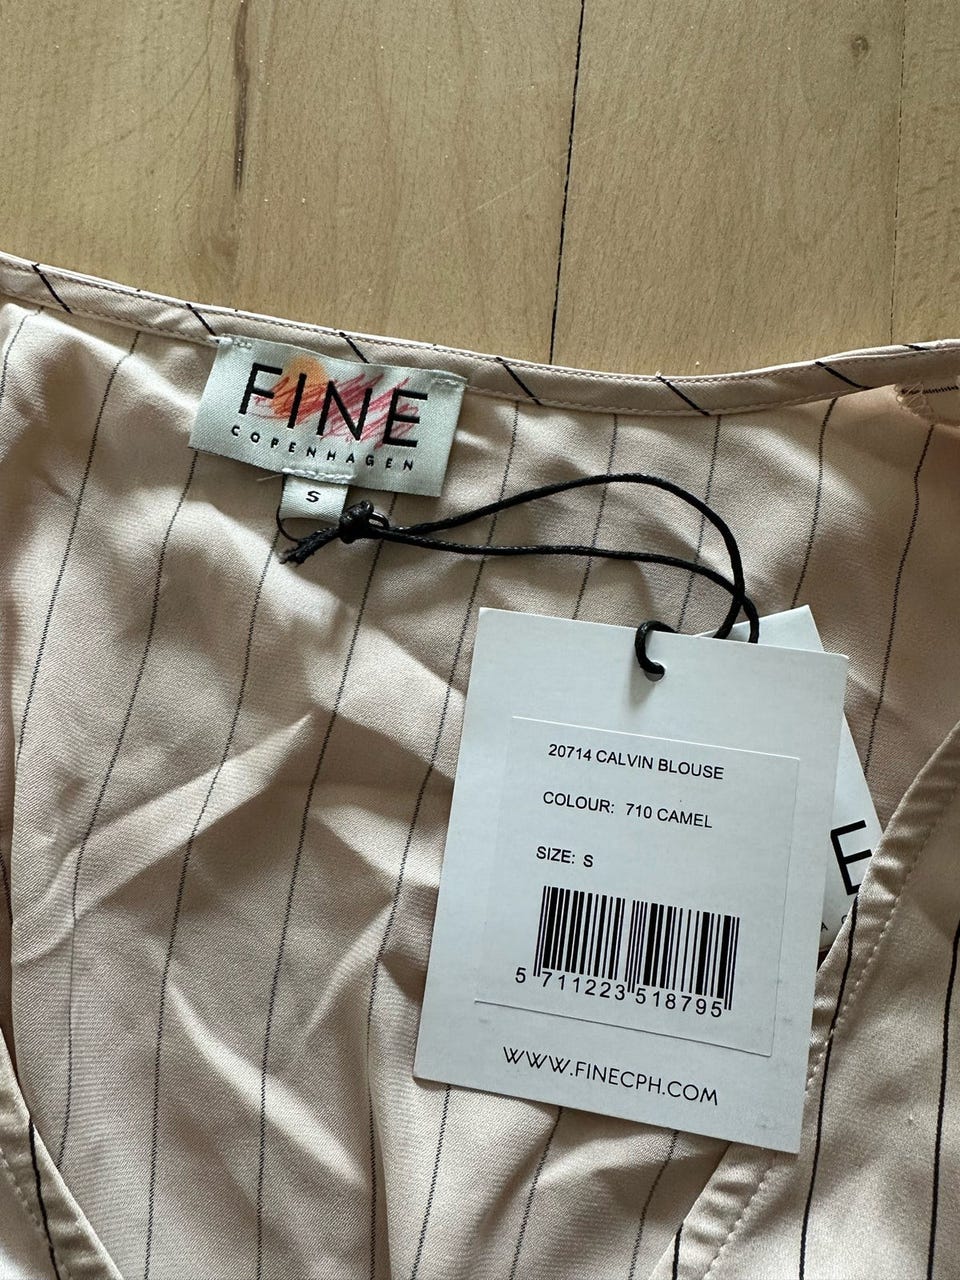 FINE
COPENHAGEN
S
20714 CALVIN BLOUSE
COLOUR: 710 CAMEL
SIZE: S
5 711223 518795
WWW.FINECPH.COM
E